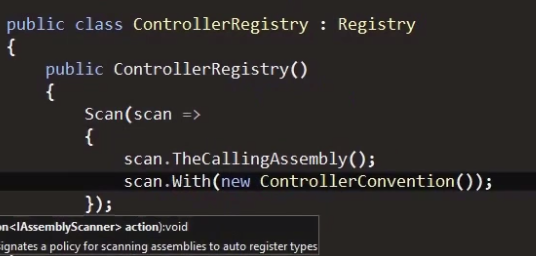 public class ControllerRegistry : Registry
{
public ControllerRegistry()
{
Scan(scan =>
{
scan.TheCallingAssembly();
scan.With(new ControllerConvention());
});
on<IAssemblyScanner> action):void
signates a policy for scanning assemblies to auto register types